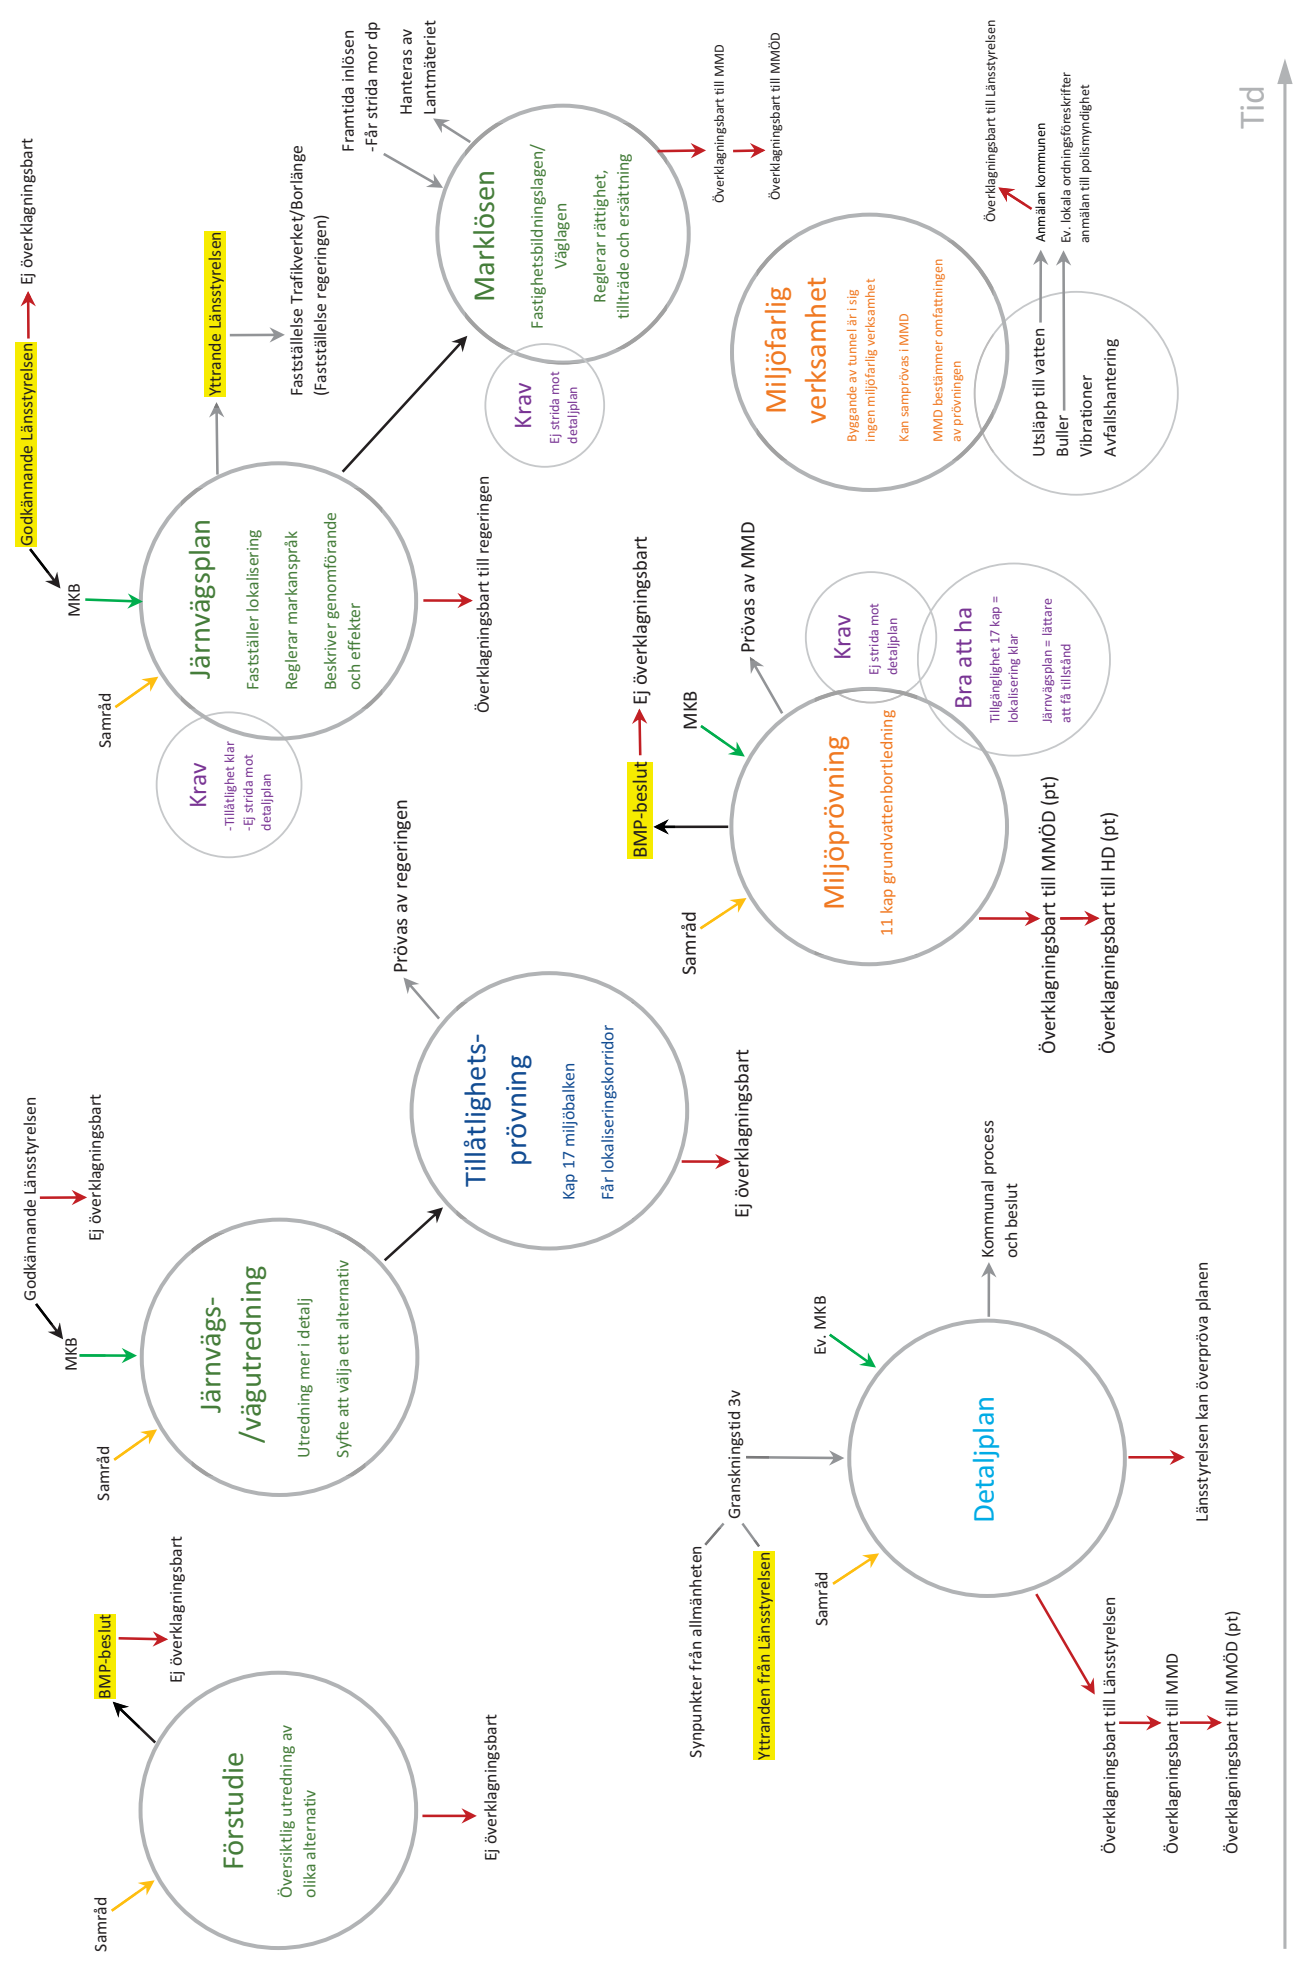 Samråd
Förstudie
Översiktlig utredning av
olika alternativ
BMP-beslut
Ej överklagningsbart
Ej överklagningsbart
Samråd
MKB
Godkännande Länsstyrelsen
Ej överklagningsbart
Järnvägs-
/vägutredning
Utredning mer i detalj
Syfte att välja ett alternativ
Tillåtlighets-
prövning
Kap 17 miljöbalken
Får lokaliseringskorridor
Prövas av regeringen
Ej överklagningsbart
Krav
-Tillåtlighet klar
-Ej strida mot
detaljplan
Samråd
MKB
Godkännande Länsstyrelsen
Ej överklagningsbart
Järnvägsplan
Fastställer lokalisering
Reglerar markanspråk
Beskriver genomförande
och effekter
Yttrande Länsstyrelsen
Fastställelse Trafikverket/Borlänge
(Fastställelse regeringen)
Överklagningsbart till regeringen
Krav
Ej strida mot
detaljplan
Marklösen
Fastighetsbildningslagen/
Väglagen
Reglerar rättighet,
tillträde och ersättning
Framtida inlösen
-Får strida mor dp
Hanteras av
Lantmäteriet
Överklagningsbart till MMD
Överklagningsbart till MMÖD
Synpunkter från allmänheten
Yttranden från Länsstyrelsen
Granskningstid 3v
Samråd
Ev. MKB
Detaljplan
Kommunal process
och beslut
Länsstyrelsen kan överpröva planen
Överklagningsbart till Länsstyrelsen
Överklagningsbart till MMD
Överklagningsbart till MMÖD (pt)
Samråd
BMP-beslut
Ej överklagningsbart
MKB
Prövas av MMD
Miljöprövning
11 kap grundvattenbortledning
Krav
Ej strida mot
detaljplan
Bra att ha
Tillgänglighet 17 kap =
lokalisering klar
Järnvägsplan = lättare
att få tillstånd
Överklagningsbart till MMÖD (pt)
Överklagningsbart till HD (pt)
Miljöfarlig
verksamhet
Byggande av tunnel är i sig
ingen miljöfarlig verksamhet
Kan samprövas i MMD
MMD bestämmer omfattningen
av prövningen
Utsläpp till vatten
Buller
Vibrationer
Avfallshantering
Anmälan kommunen
Ev. lokala ordningsföreskrifter
anmälan till polismyndighet
Överklagningsbart till Länsstyrelsen
Tid